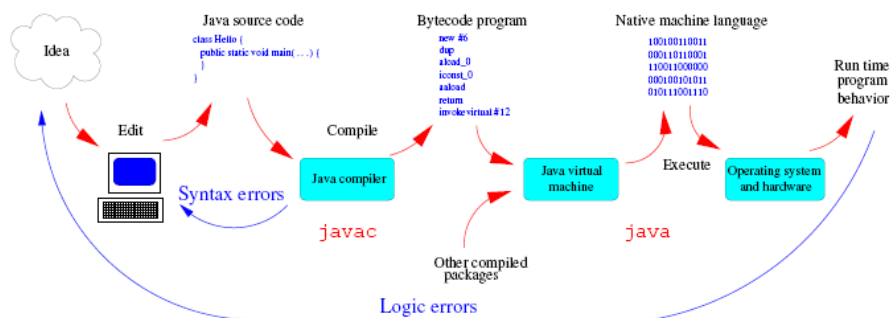 Java source code
Bytecode program
Native machine language
Idea
class Hello {
public static void main( . . . ) {
}
}
new #6
dup
aload_0
iconst_0
aaload
return
invokevirtual #12
100100110011
000110110001
110011000000
000100101011
010111001110
Run time
program
behavior
Edit
Compile
Execute
Java compiler
Java virtual
machine
Operating system
and hardware
Syntax errors
javac
java
Other compiled
packages
Logic errors